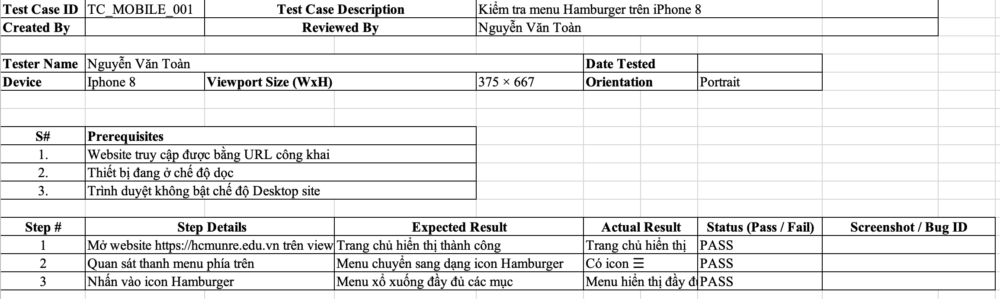 Test Case ID TC_MOBILE_001 Test Case Description Kiểm tra menu Hamburger trên iPhone 8
Created By Reviewed By Nguyễn Văn Toàn
Tester Name Nguyễn Văn Toàn Date Tested
Device Iphone 8 Viewport Size (WxH) 375 × 667 Orientation Portrait
S# Prerequisites
1. Website truy cập được bằng URL công khai
2. Thiết bị đang ở chế độ dọc
3. Trình duyệt không bật chế độ Desktop site
Step # Step Details Expected Result Actual Result Status (Pass / Fail) Screenshot / Bug ID
1 Mở website https://hcmunre.edu.vn trên view Trang chủ hiển thị thành công Trang chủ hiển thị PASS
2 Quan sát thanh menu phía trên Menu chuyển sang dạng icon Hamburger Có icon ☰ PASS
3 Nhấn vào icon Hamburger Menu xổ xuống đầy đủ các mục Menu hiển thị đầy đủ PASS